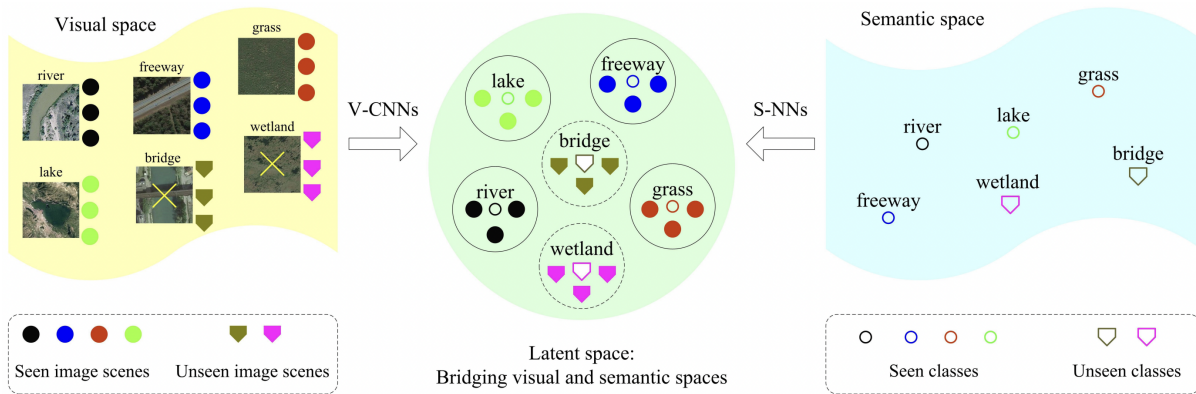 Visual space
river
freeway
grass
lake
bridge
wetland
Seen image scenes
Unseen image scenes
V-CNNs
lake
freeway
bridge
river
grass
wetland
Latent space:
Bridging visual and semantic spaces
S-NNs
Semantic space
grass
lake
river
bridge
wetland
freeway
Seen classes
Unseen classes